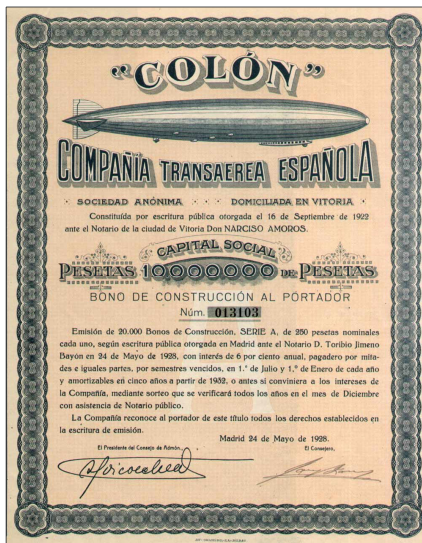 "COLÓN"
COMPAÑIA TRANSAEREA ESPAÑOLA
SOCIEDAD ANÓNIMA DOMICILIADA EN VITORIA
Constituída por escritura pública otorgada el 16 de Septiembre de 1922
ante el Notario de la ciudad de Vitoria Don NARCISO AMOROS.
CAPITAL SOCIAL
PESETAS 10000000 DE PESETAS
BONO DE CONSTRUCCIÓN AL PORTADOR
Núm. 013103
Emisión de 20.000 Bonos de Construcción, SERIE A, de 250 pesetas nominales
cada uno, según escritura pública otorgada en Madrid ante el Notario D. Toribio Jimeno
Bayón en 24 de Mayo de 1928, con interés de 6 por ciento anual, pagadero por mita-
des e iguales partes, por semestres vencidos, en 1.º de Julio y 1.º de Enero de cada año
y amortizables en cinco años a partir de 1932, o antes si conviniera a los intereses de
la Compañía, mediante sorteo que se verificará todos los años en el mes de Diciembre
con asistencia de Notario público.
La Compañía reconoce al portador de este título todos los derechos establecidos en
la escritura de emisión.
Madrid 24 de Mayo de 1928.
El Presidente del Consejo de Admón.,
El Consejero,